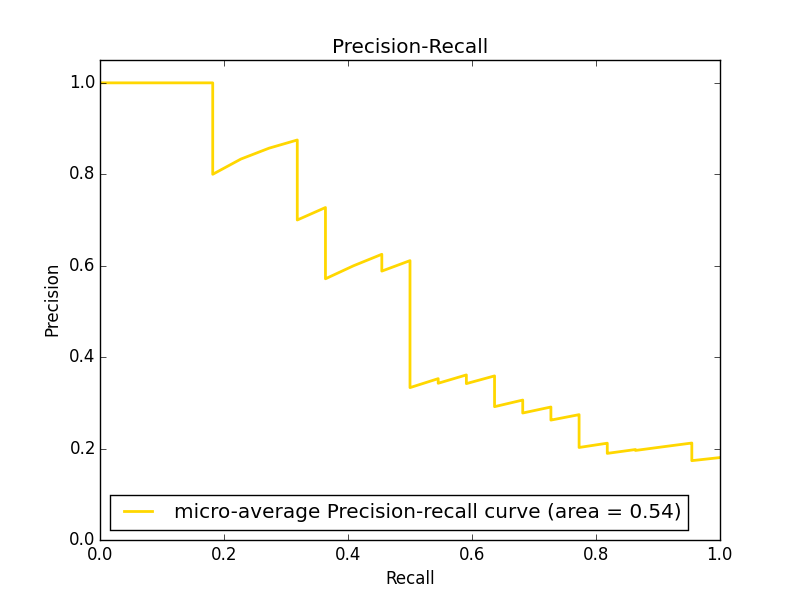 Precision-Recall
1.0
0.8
0.6
0.4
0.2
0.0
Precision
micro-average Precision-recall curve (area = 0.54)
0.0 0.2 0.4 0.6 0.8 1.0
Recall